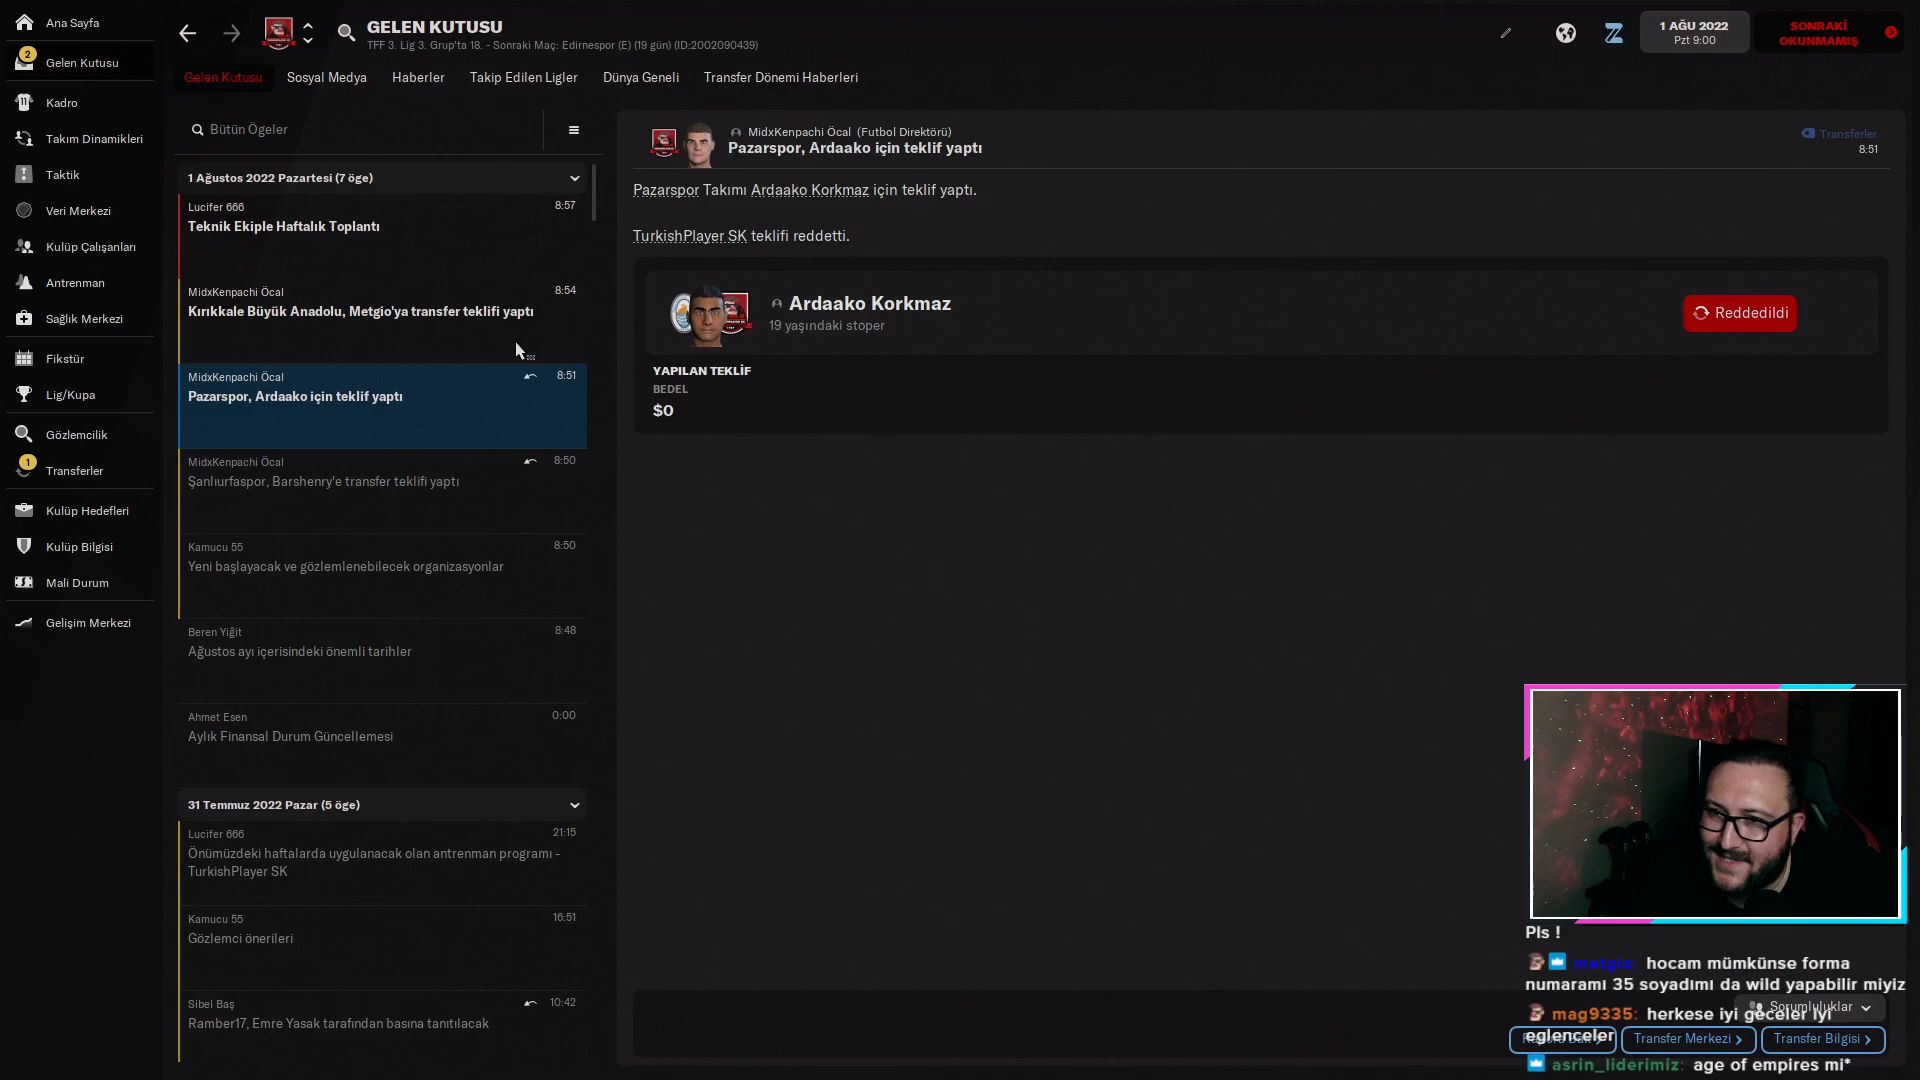 Ana Sayfa
2
Gelen Kutusu
Kadro
Takım Dinamikleri
Taktik
Veri Merkezi
Kulüp Çalışanları
Antrenman
Sağlık Merkezi
Fikstür
Lig/Kupa
Gözlemcilik
1
Transferler
Kulüp Hedefleri
Kulüp Bilgisi
Mali Durum
Gelişim Merkezi
GELEN KUTUSU
TFF 3. Lig 3. Grup'ta 18. - Sonraki Maç: Edirnespor (E) (19 gün) (ID:2002090439)
1 AĞU 2022
Pzt 9:00
SONRAKİ
OKUNMAMIŞ
Gelen Kutusu
Sosyal Medya
Haberler
Takip Edilen Ligler
Dünya Geneli
Transfer Dönemi Haberleri
Bütün Ögeler
1 Ağustos 2022 Pazartesi (7 öge)
Lucifer 666
8:57
Teknik Ekiple Haftalık Toplantı
MidxKenpachi Öcal
8:54
Kırıkkale Büyük Anadolu, Metgio'ya transfer teklifi yaptı
MidxKenpachi Öcal
8:51
Pazarspor, Ardaako için teklif yaptı
MidxKenpachi Öcal
8:50
Şanlıurfaspor, Barshenry'e transfer teklifi yaptı
Kamucu 55
8:50
Yeni başlayacak ve gözlemlenebilecek organizasyonlar
Beren Yiğit
8:48
Ağustos ayı içerisindeki önemli tarihler
Ahmet Esen
0:00
Aylık Finansal Durum Güncellemesi
31 Temmuz 2022 Pazar (5 öge)
Lucifer 666
21:15
Önümüzdeki haftalarda uygulanacak olan antrenman programı -
TurkishPlayer SK
Kamucu 55
16:51
Gözlemci önerileri
Sibel Baş
10:42
Ramber17, Emre Yasak tarafından basına tanıtılacak
MidxKenpachi Öcal (Futbol Direktörü)
Pazarspor, Ardaako için teklif yaptı
Transferler
8:51
Pazarspor Takımı Ardaako Korkmaz için teklif yaptı.
TurkishPlayer SK teklifi reddetti.
Ardaako Korkmaz
19 yaşındaki stoper
Reddedildi
YAPILAN TEKLİF
BEDEL
$0
Pls !
metgio: hocam mümkünse forma
numaramı 35 soyadımı da wild yapabilir miyiz
Sorumluluklar
mag9335: herkese iyi geceler iyi
eglenceler
Transfer Merkezi
Transfer Bilgisi
asrin_liderimiz: age of empires mi*